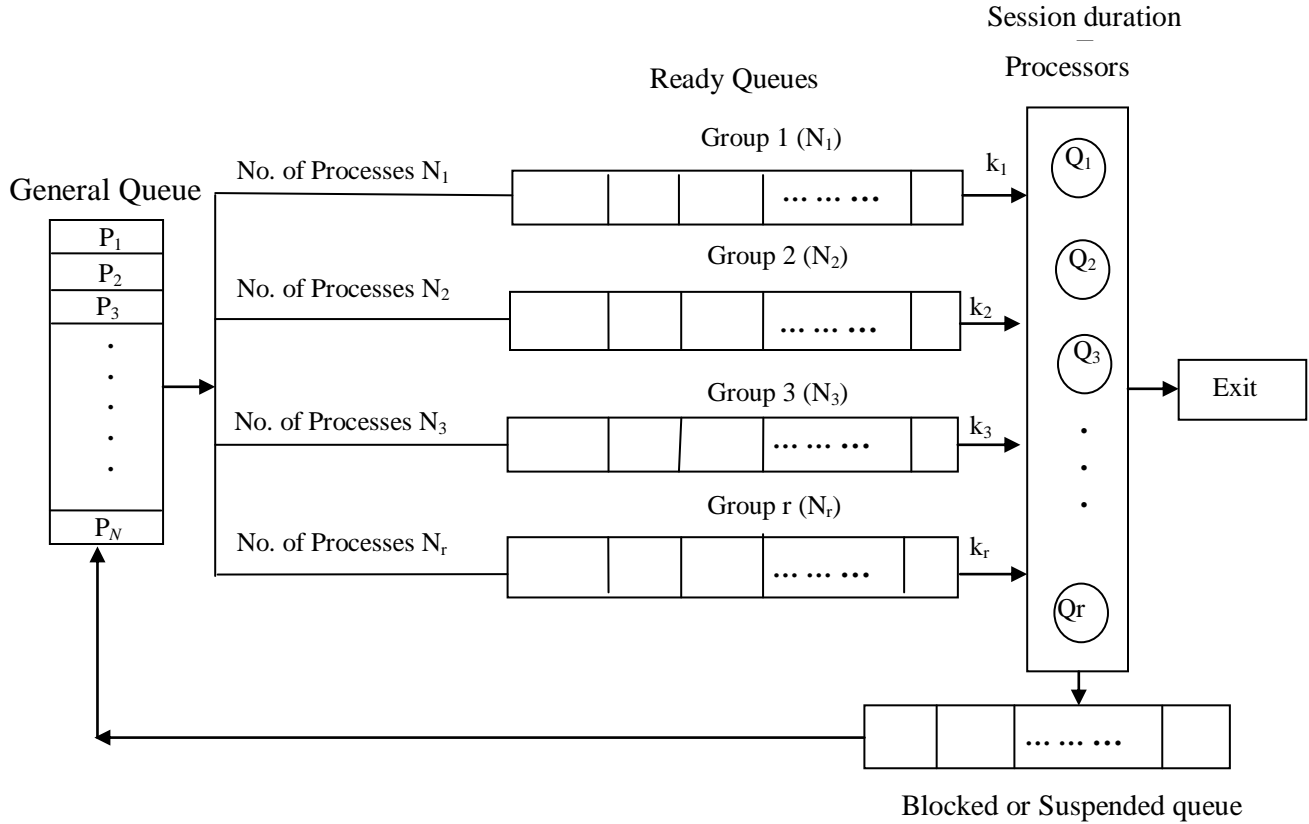 Session duration
Processors
Ready Queues
Group 1 (N₁)
No. of Processes N₁
k₁
Q₁
General Queue
P₁
... ... ...
Group 2 (N₂)
Q₂
P₂
No. of Processes N₂
P₃
k₂
... ... ...
Q₃
Exit
Group 3 (N₃)
No. of Processes N₃
k₃
... ... ...
Group r (Nᵣ)
P_N
No. of Processes Nᵣ
kᵣ
... ... ...
Qr
... ... ...
Blocked or Suspended queue